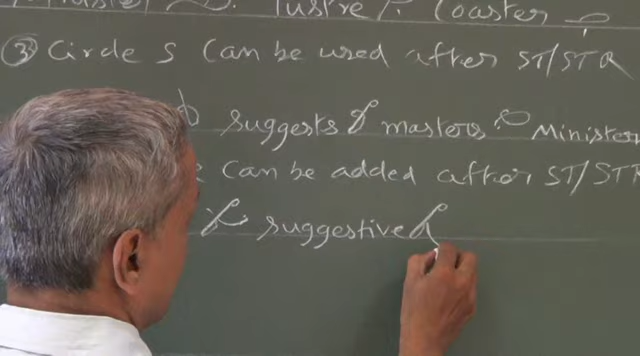 Lustre Coaster
③ Circle S can be used after ST/STR
suggests masters Ministers
can be added after ST/STR
suggestive